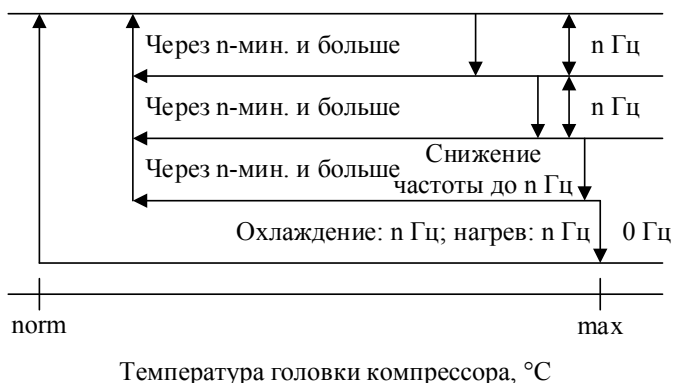 Через n-мин. и больше
n Гц
Через n-мин. и больше
n Гц
Через n-мин. и больше
Снижение
частоты до n Гц
Охлаждение: n Гц; нагрев: n Гц
0 Гц
norm
max
Температура головки компрессора, °C